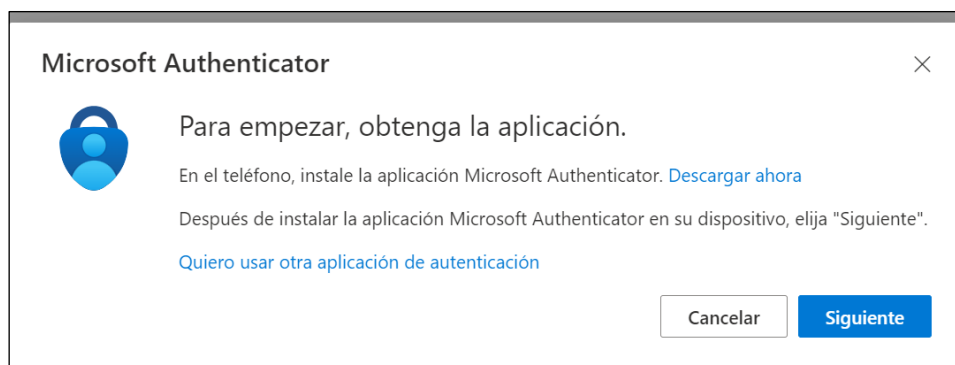 Microsoft Authenticator
Para empezar, obtenga la aplicación.
En el teléfono, instale la aplicación Microsoft Authenticator. Descargar ahora
Después de instalar la aplicación Microsoft Authenticator en su dispositivo, elija "Siguiente".
Quiero usar otra aplicación de autenticación
Cancelar Siguiente